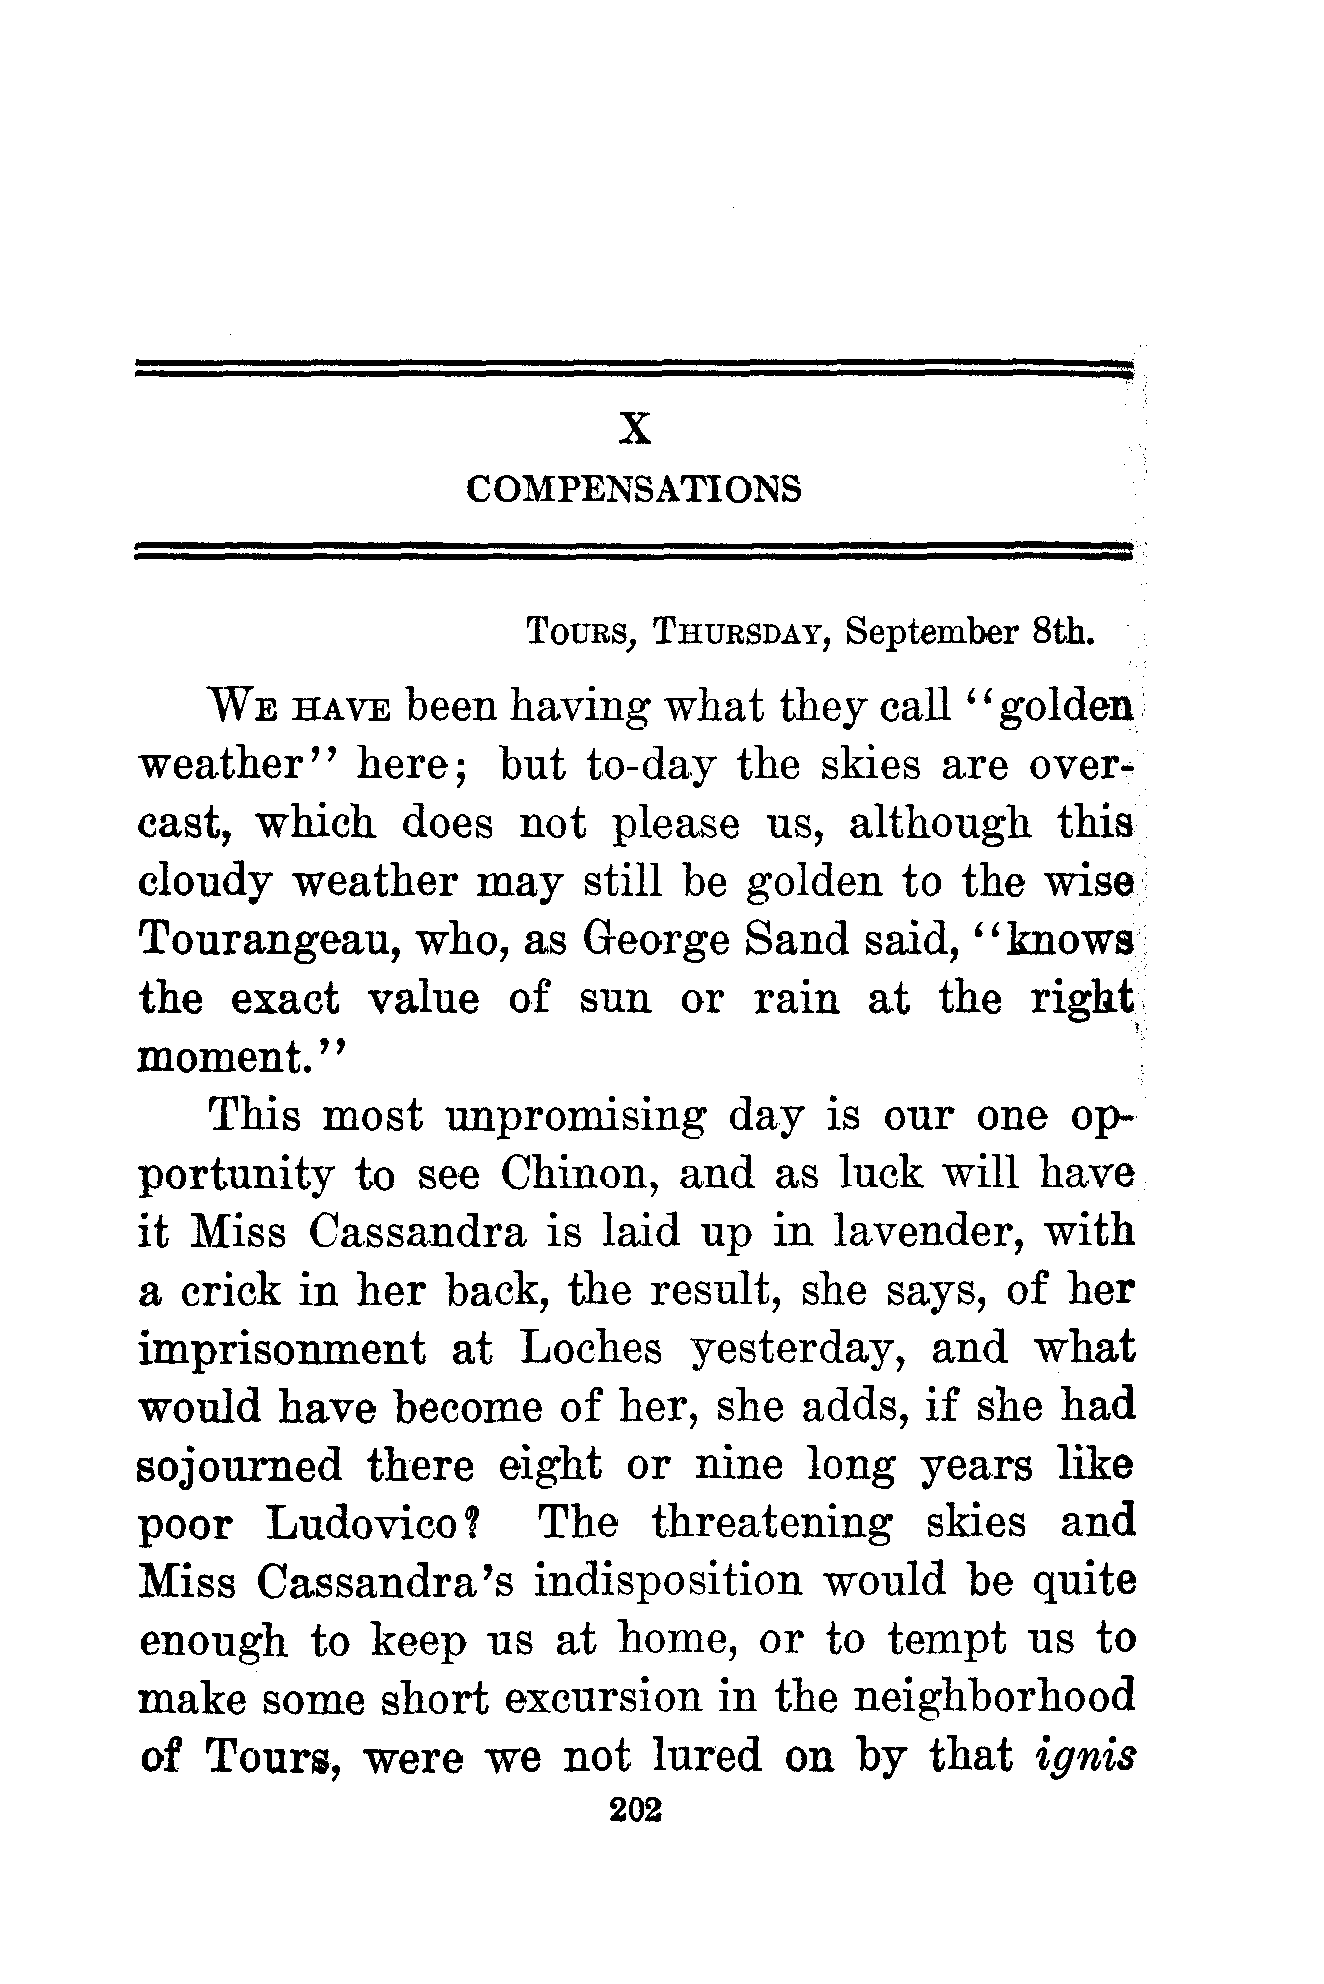 X
COMPENSATIONS
Tours, Thursday, September 8th.
We have been having what they call "golden
weather" here; but to-day the skies are over-
cast, which does not please us, although this
cloudy weather may still be golden to the wise
Tourangeau, who, as George Sand said, "knows
the exact value of sun or rain at the right
moment."
This most unpromising day is our one op-
portunity to see Chinon, and as luck will have
it Miss Cassandra is laid up in lavender, with
a crick in her back, the result, she says, of her
imprisonment at Loches yesterday, and what
would have become of her, she adds, if she had
sojourned there eight or nine long years like
poor Ludovico? The threatening skies and
Miss Cassandra's indisposition would be quite
enough to keep us at home, or to tempt us to
make some short excursion in the neighborhood
of Tours, were we not lured on by that ignis
202